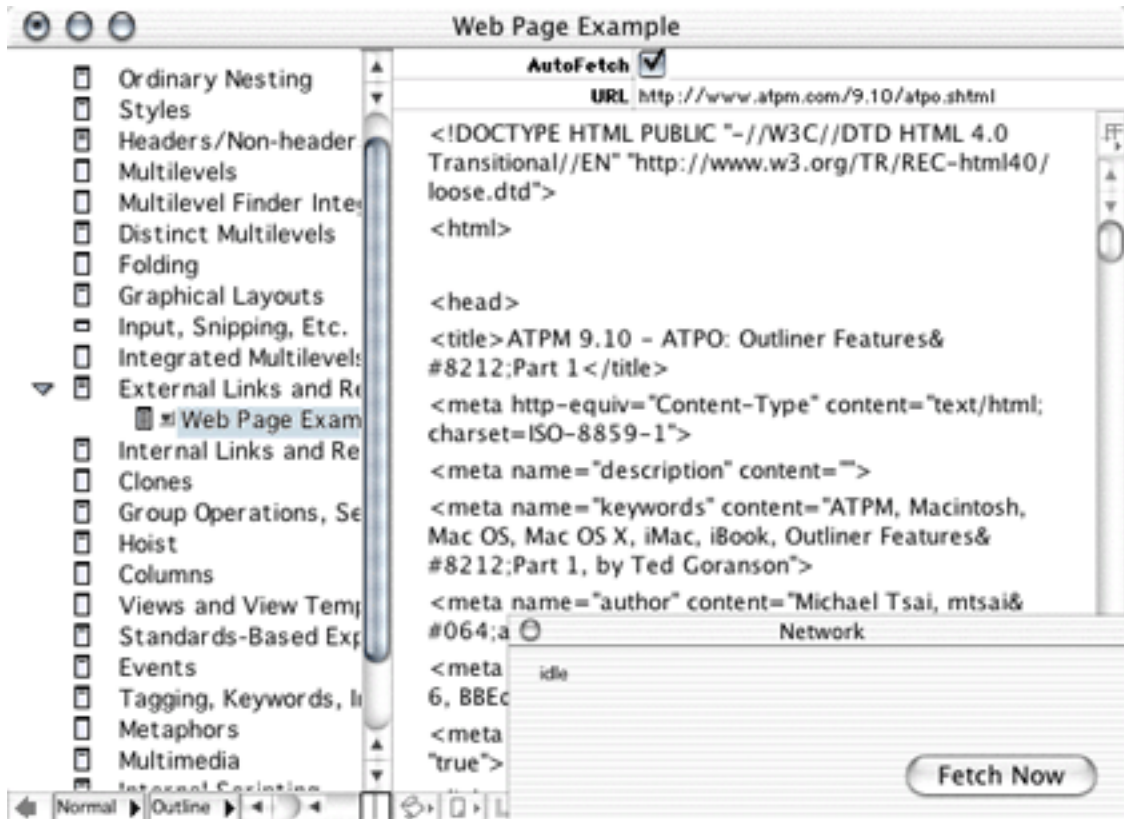 Web Page Example
Ordinary Nesting
Styles
Headers/Non-header
Multilevels
Multilevel Finder Inte
Distinct Multilevels
Folding
Graphical Layouts
Input, Snipping, Etc.
Integrated Multilevels
External Links and Re
Web Page Exam
Internal Links and Re
Clones
Group Operations, Se
Hoist
Columns
Views and View Temp
Standards-Based Exp
Events
Tagging, Keywords, I
Metaphors
Multimedia
Internal Scripting
Normal
Outline
AutoFetch
URL http://www.atpm.com/9.10/atpo.shtml
<!DOCTYPE HTML PUBLIC "-//W3C//DTD HTML 4.0
Transitional//EN" "http://www.w3.org/TR/REC-html40/
loose.dtd">
<html>
<head>
<title>ATPM 9.10 - ATPO: Outliner Features&
#8212;Part 1</title>
<meta http-equiv="Content-Type" content="text/html;
charset=ISO-8859-1">
<meta name="description" content="">
<meta name="keywords" content="ATPM, Macintosh,
Mac OS, Mac OS X, iMac, iBook, Outliner Features&
#8212;Part 1, by Ted Goranson">
<meta name="author" content="Michael Tsai, mtsai&
#064;a
<meta
6, BBEd
<meta
"true">
Network
idle
Fetch Now